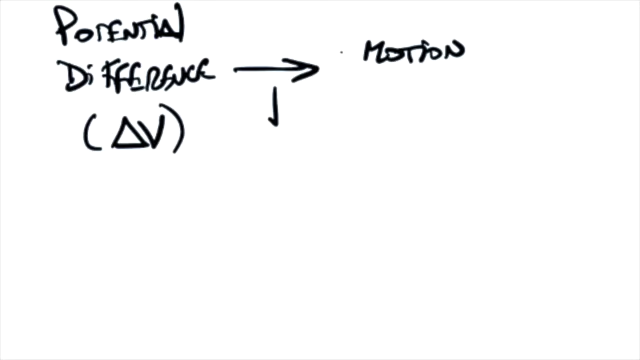 POTENTIAL
DIFFERENCE → MOTION
(ΔV)